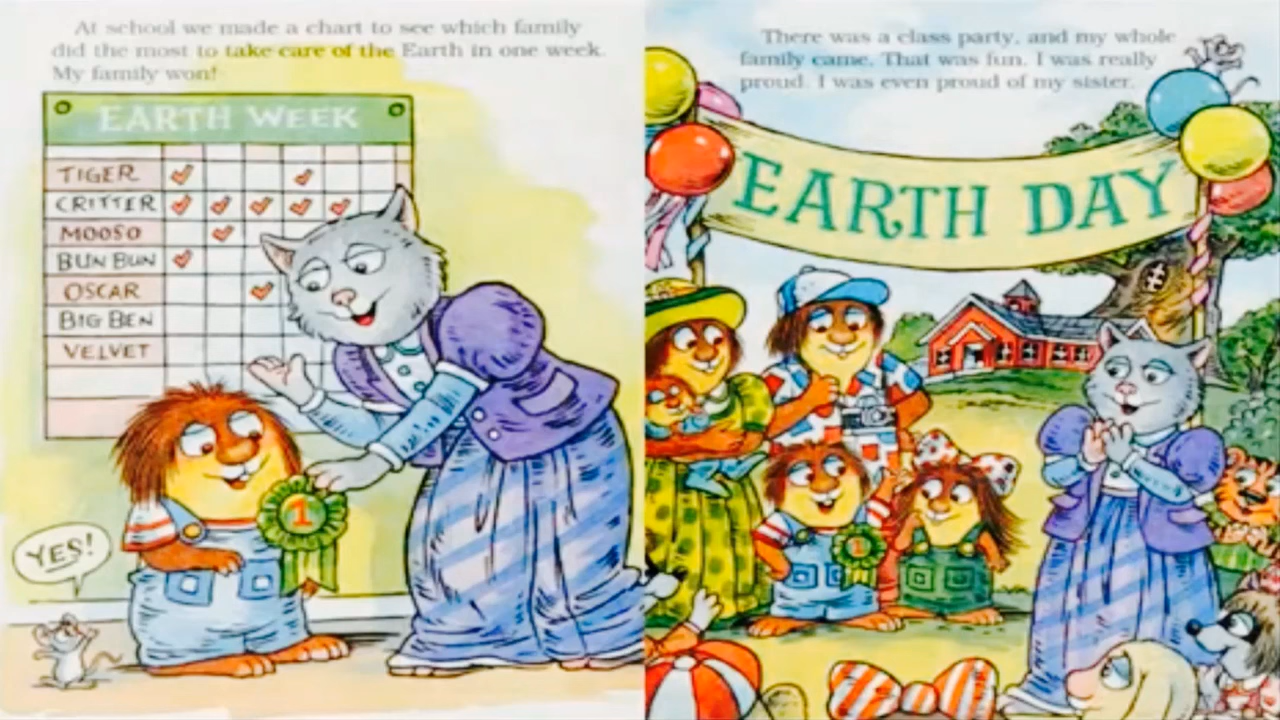 At school we made a chart to see which family
did the most to take care of the Earth in one week.
My family won!
EARTH WEEK
TIGER
CRITTER
MOOSO
BUN BUN
OSCAR
BIG BEN
VELVET
1
YES!
There was a class party, and my whole
family came. That was fun. I was really
proud. I was even proud of my sister.
EARTH DAY
1